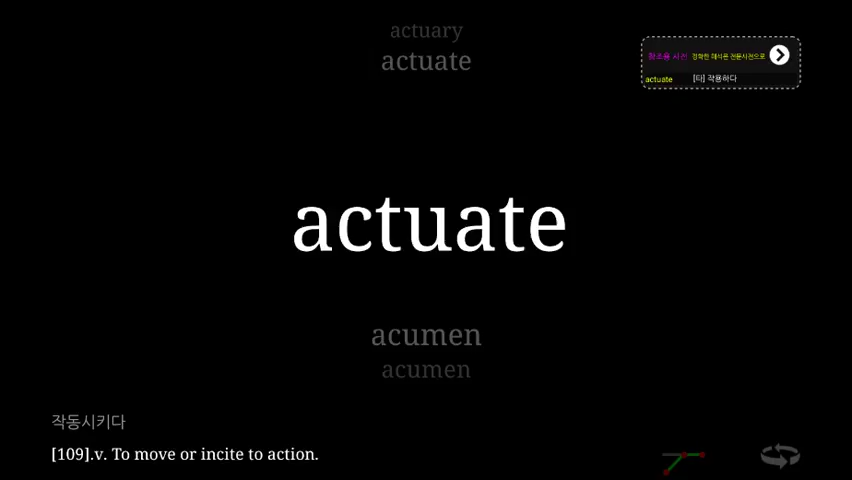 actuary
actuate
참조용 사전 정확한 해석은 전문사전으로
actuate [타] 작용하다
actuate
acumen
acumen
작동시키다
[109].v. To move or incite to action.